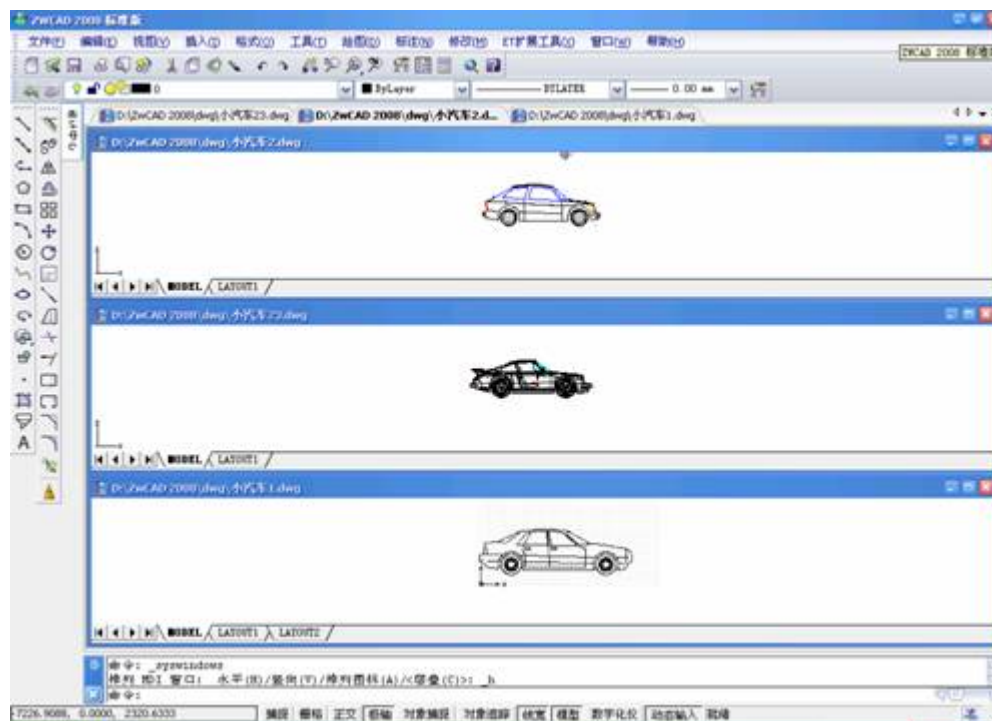 ZWCAD 2008 标准版
文件(F) 编辑(E) 视图(V) 插入(I) 格式(O) 工具(T) 绘图(D) 标注(N) 修改(M) ET扩展工具(X) 窗口(W) 帮助(H)
ZWCAD 2008 标准
0 ByLayer BYLAYER 0.00 mm
D:\ZwCAD 2008\dwg\小汽车23.dwg D:\ZwCAD 2008\dwg\小汽车2.d... D:\ZwCAD 2008\dwg\小汽车1.dwg
D:\ZwCAD 2008\dwg\小汽车2.dwg
MODEL LAYOUT1
D:\ZwCAD 2008\dwg\小汽车23.dwg
MODEL LAYOUT1
D:\ZwCAD 2008\dwg\小汽车1.dwg
MODEL LAYOUT1 LAYOUT2
命令: _syswindows
排列 MDI 窗口: 水平(H)/竖向(V)/排列图标(A)/<层叠(C)>: _h
命令:
-7226.9088, 0.0000, 2320.6333 捕捉 栅格 正交 极轴 对象捕捉 对象追踪 线宽 模型 数字化仪 动态输入 就绪